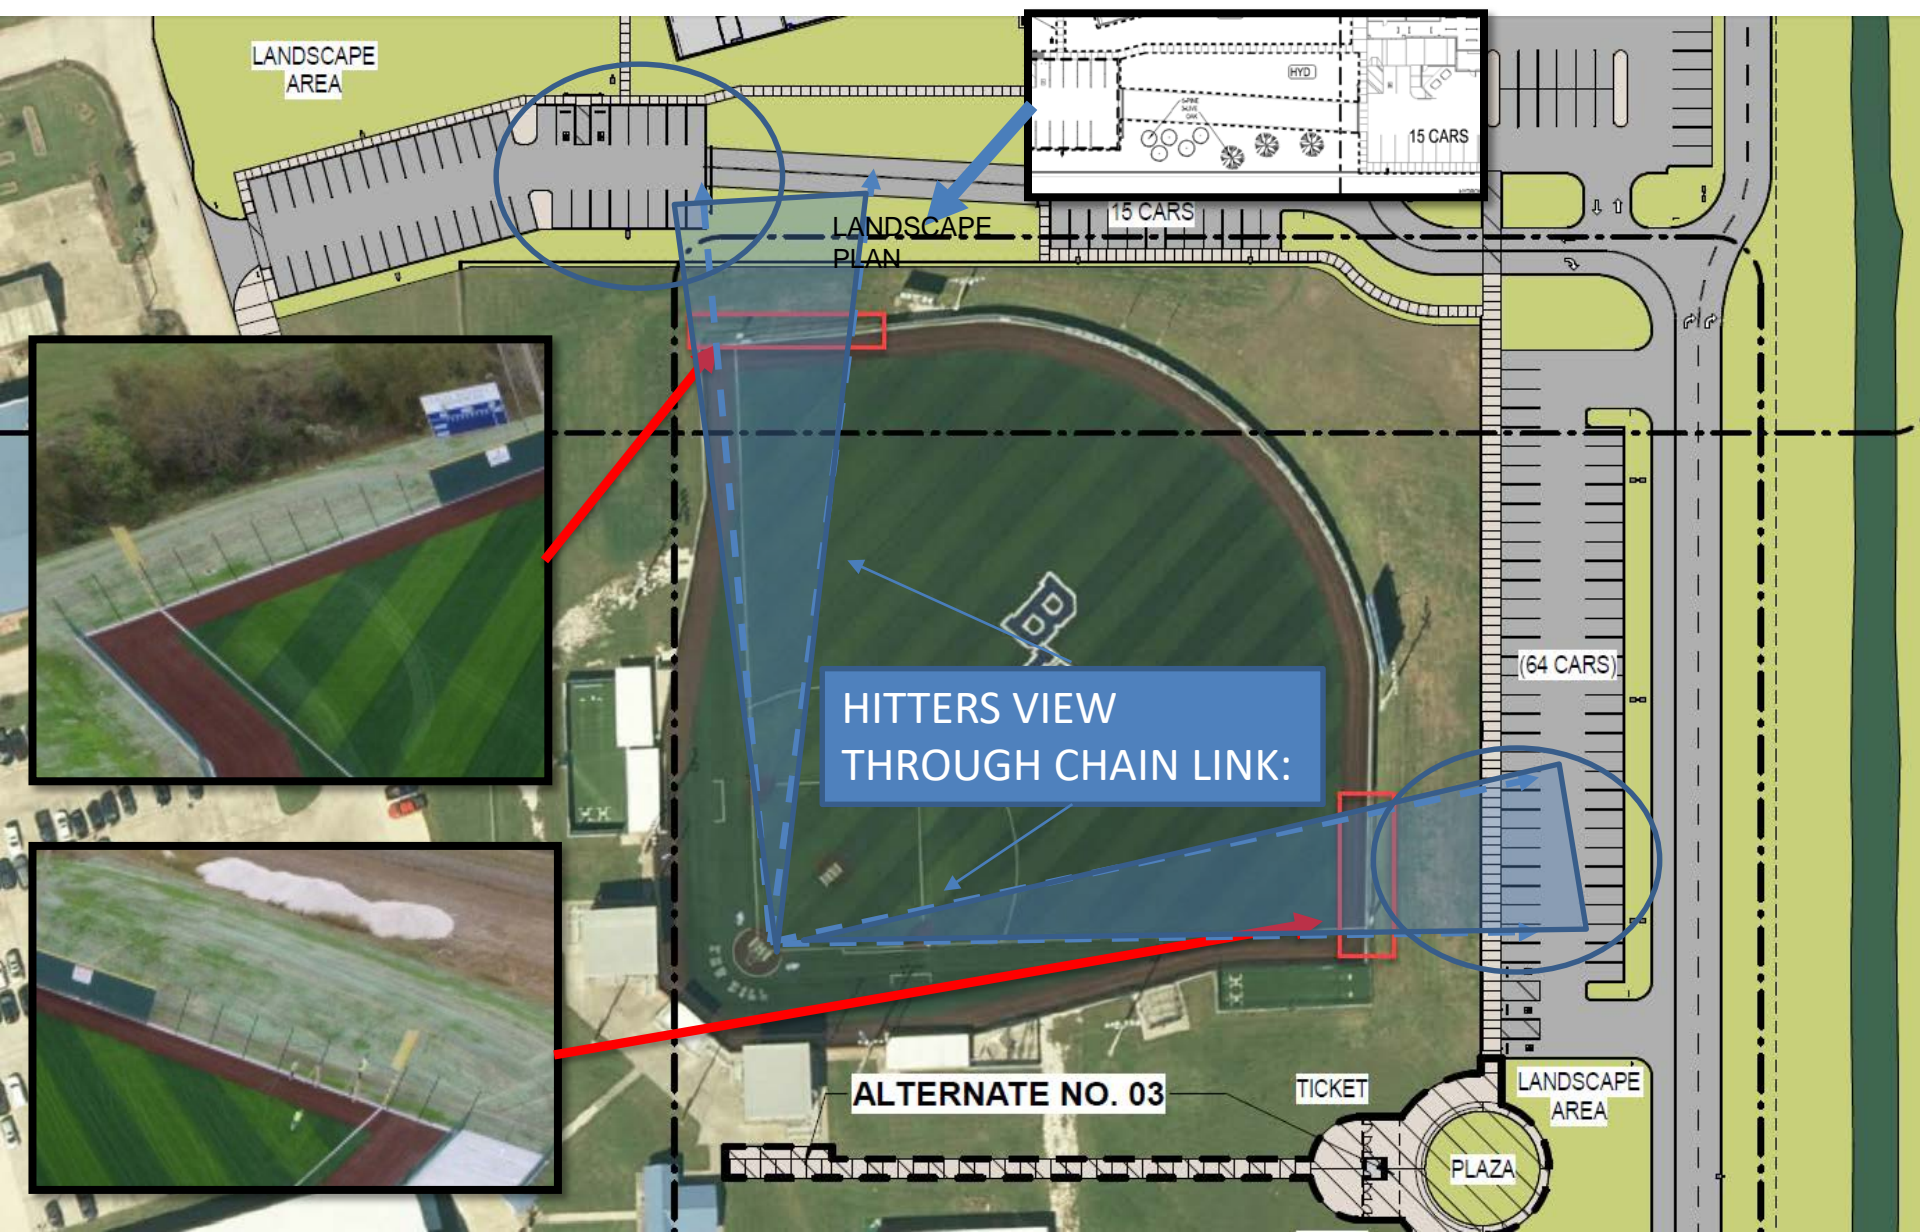 LANDSCAPE
AREA
HYD
15 CARS
15 CARS
LANDSCAPE
PLAN
B
(64 CARS)
HITTERS VIEW
THROUGH CHAIN LINK:
ALTERNATE NO. 03
TICKET
LANDSCAPE
AREA
PLAZA